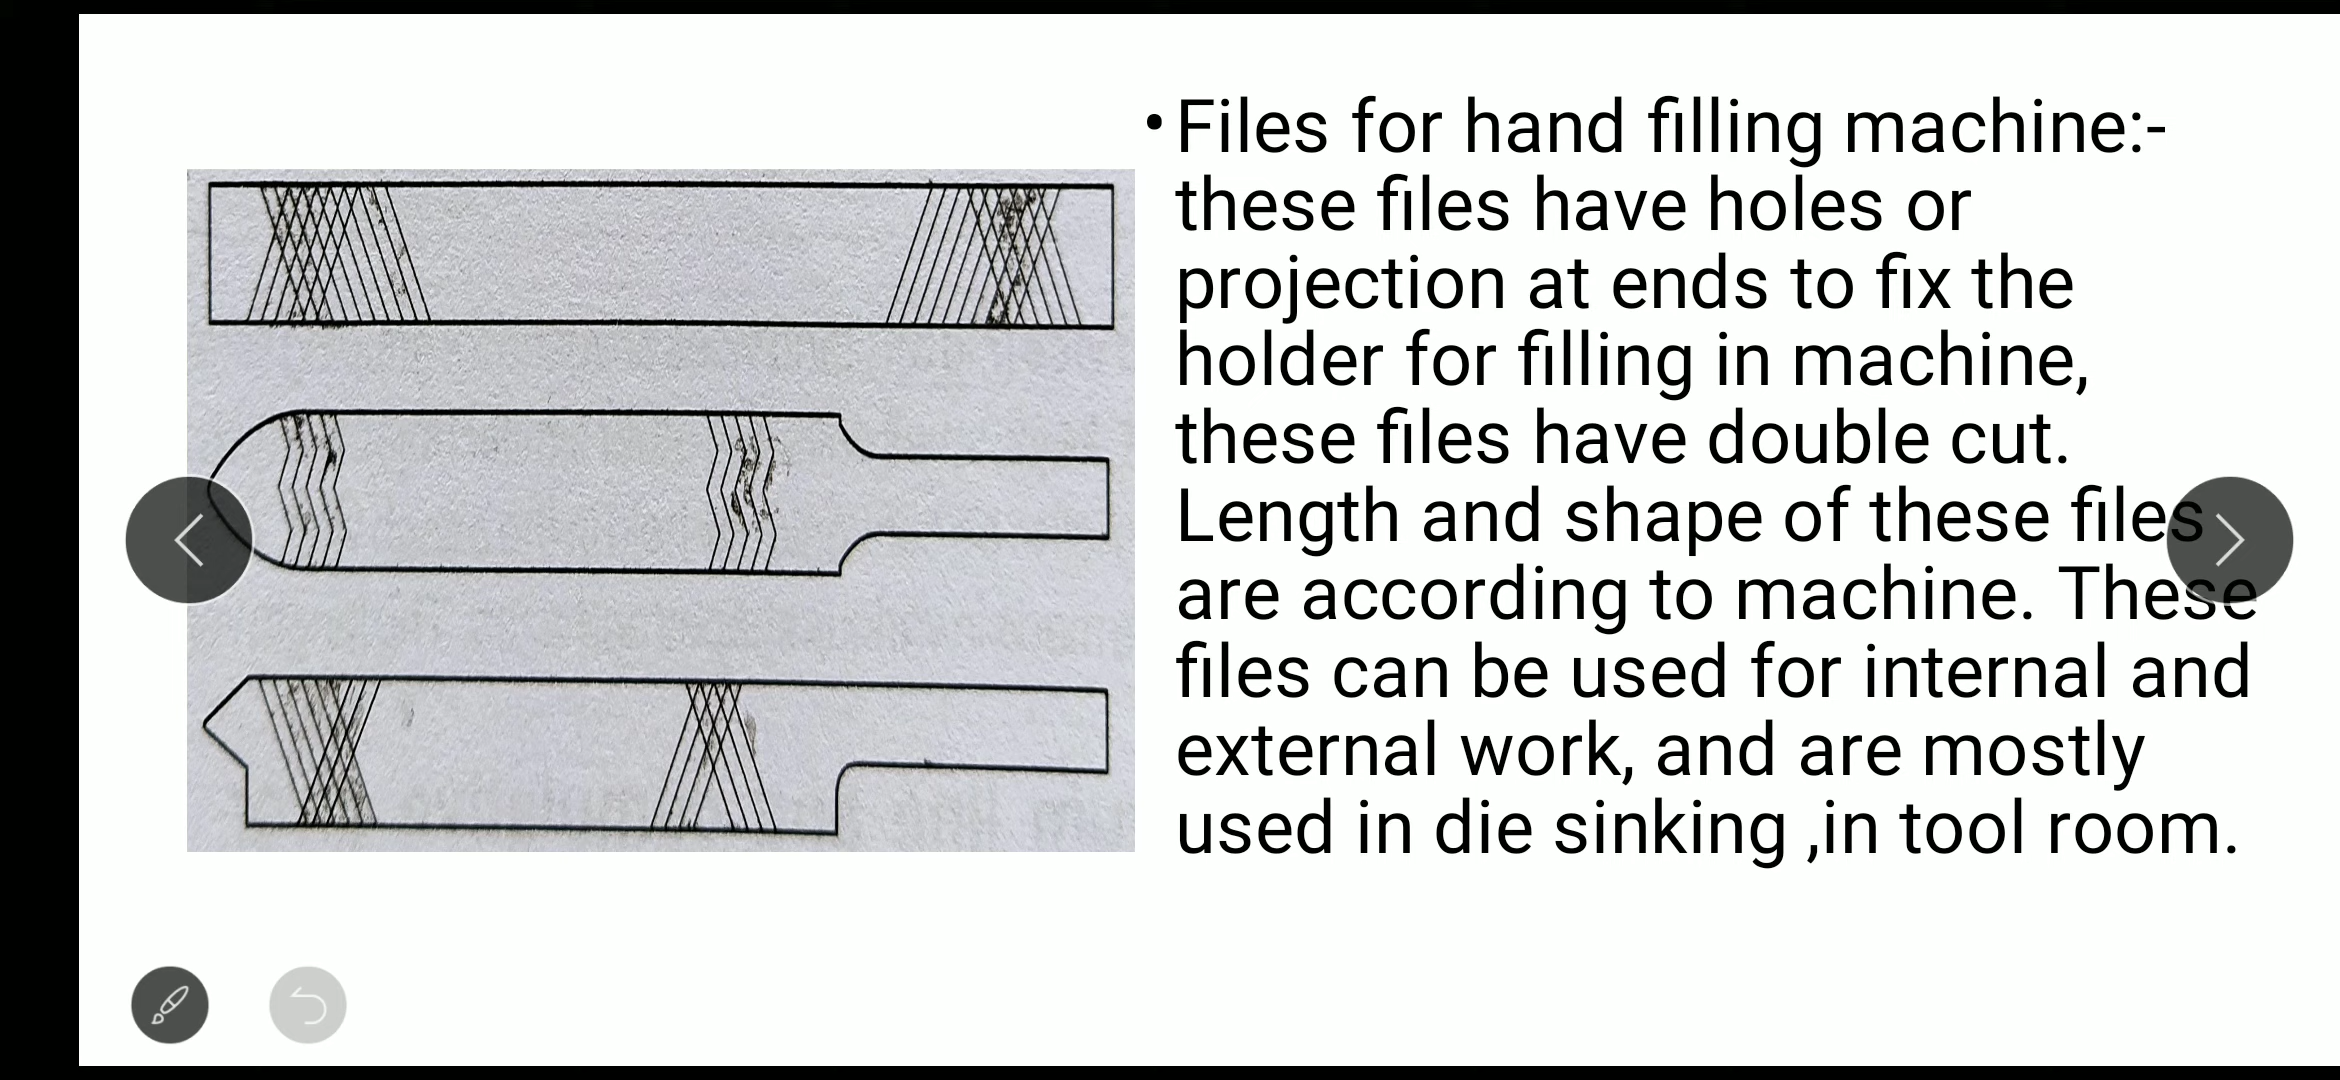 •Files for hand filling machine:-
these files have holes or
projection at ends to fix the
holder for filling in machine,
these files have double cut.
Length and shape of these files
are according to machine. These
files can be used for internal and
external work, and are mostly
used in die sinking ,in tool room.